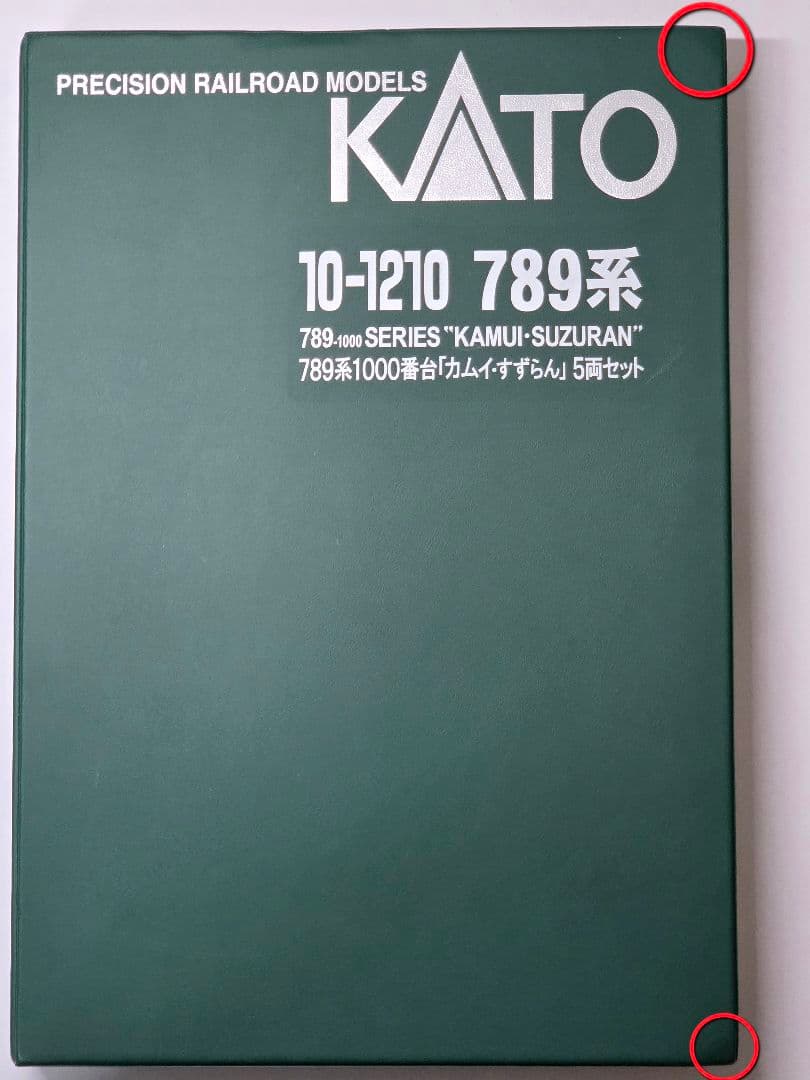 PRECISION RAILROAD MODELS
KATO
10-1210 789系
789-1000 SERIES "KAMUI・SUZURAN"
789系1000番台「カムイ・すずらん」 5両セット